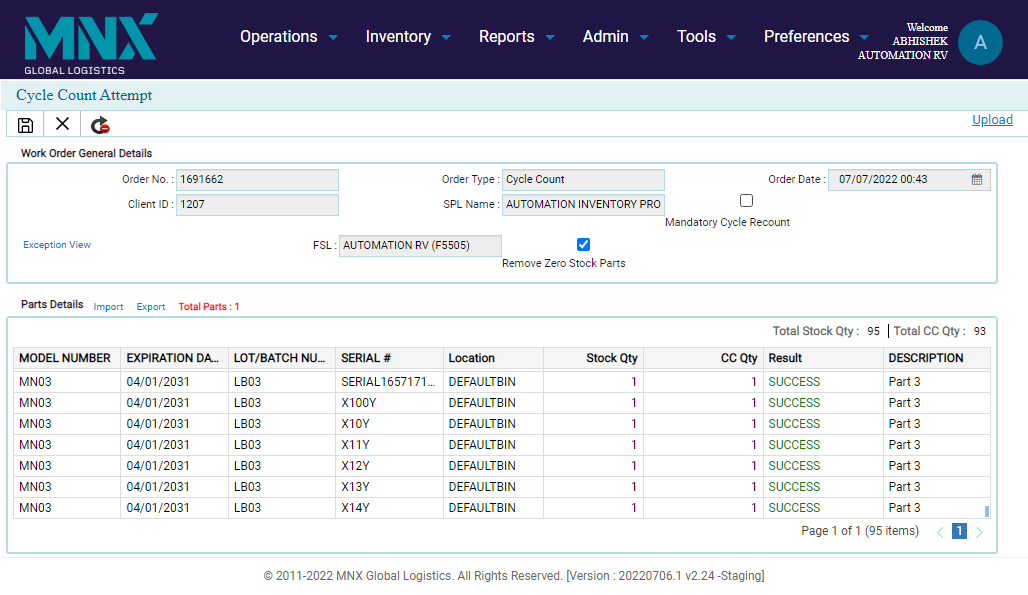 MNX
GLOBAL LOGISTICS
Operations Inventory Reports Admin Tools Preferences
Welcome
ABHISHEK
AUTOMATION RV
A
Cycle Count Attempt
Upload
Work Order General Details
Order No. : 1691662 Order Type : Cycle Count Order Date : 07/07/2022 00:43
Client ID : 1207 SPL Name : AUTOMATION INVENTORY PRO
Mandatory Cycle Recount
Exception View FSL : AUTOMATION RV (F5505)
Remove Zero Stock Parts
Parts Details Import Export Total Parts : 1
Total Stock Qty : 95 Total CC Qty : 93
MODEL NUMBER EXPIRATION DA... LOT/BATCH NU... SERIAL # Location Stock Qty CC Qty Result DESCRIPTION
MN03 04/01/2031 LB03 SERIAL1657171... DEFAULTBIN 1 1 SUCCESS Part 3
MN03 04/01/2031 LB03 X100Y DEFAULTBIN 1 1 SUCCESS Part 3
MN03 04/01/2031 LB03 X10Y DEFAULTBIN 1 1 SUCCESS Part 3
MN03 04/01/2031 LB03 X11Y DEFAULTBIN 1 1 SUCCESS Part 3
MN03 04/01/2031 LB03 X12Y DEFAULTBIN 1 1 SUCCESS Part 3
MN03 04/01/2031 LB03 X13Y DEFAULTBIN 1 1 SUCCESS Part 3
MN03 04/01/2031 LB03 X14Y DEFAULTBIN 1 1 SUCCESS Part 3
Page 1 of 1 (95 items) 1
© 2011-2022 MNX Global Logistics. All Rights Reserved. [Version : 20220706.1 v2.24 -Staging]